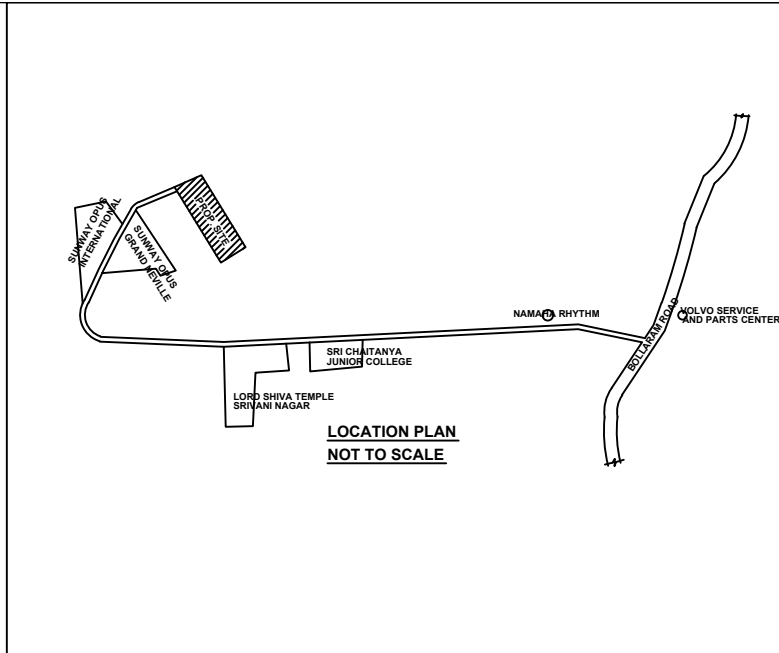 SUNWAY OPUS
INTERNATIONAL
SUNWAY OPUS
GRAND NEVILLE
PROP. SITE
NAMAHA RHYTHM
BOLLARAM ROAD
VOLVO SERVICE
AND PARTS CENTER
SRI CHAITANYA
JUNIOR COLLEGE
LORD SHIVA TEMPLE
SRIVANI NAGAR
LOCATION PLAN
NOT TO SCALE